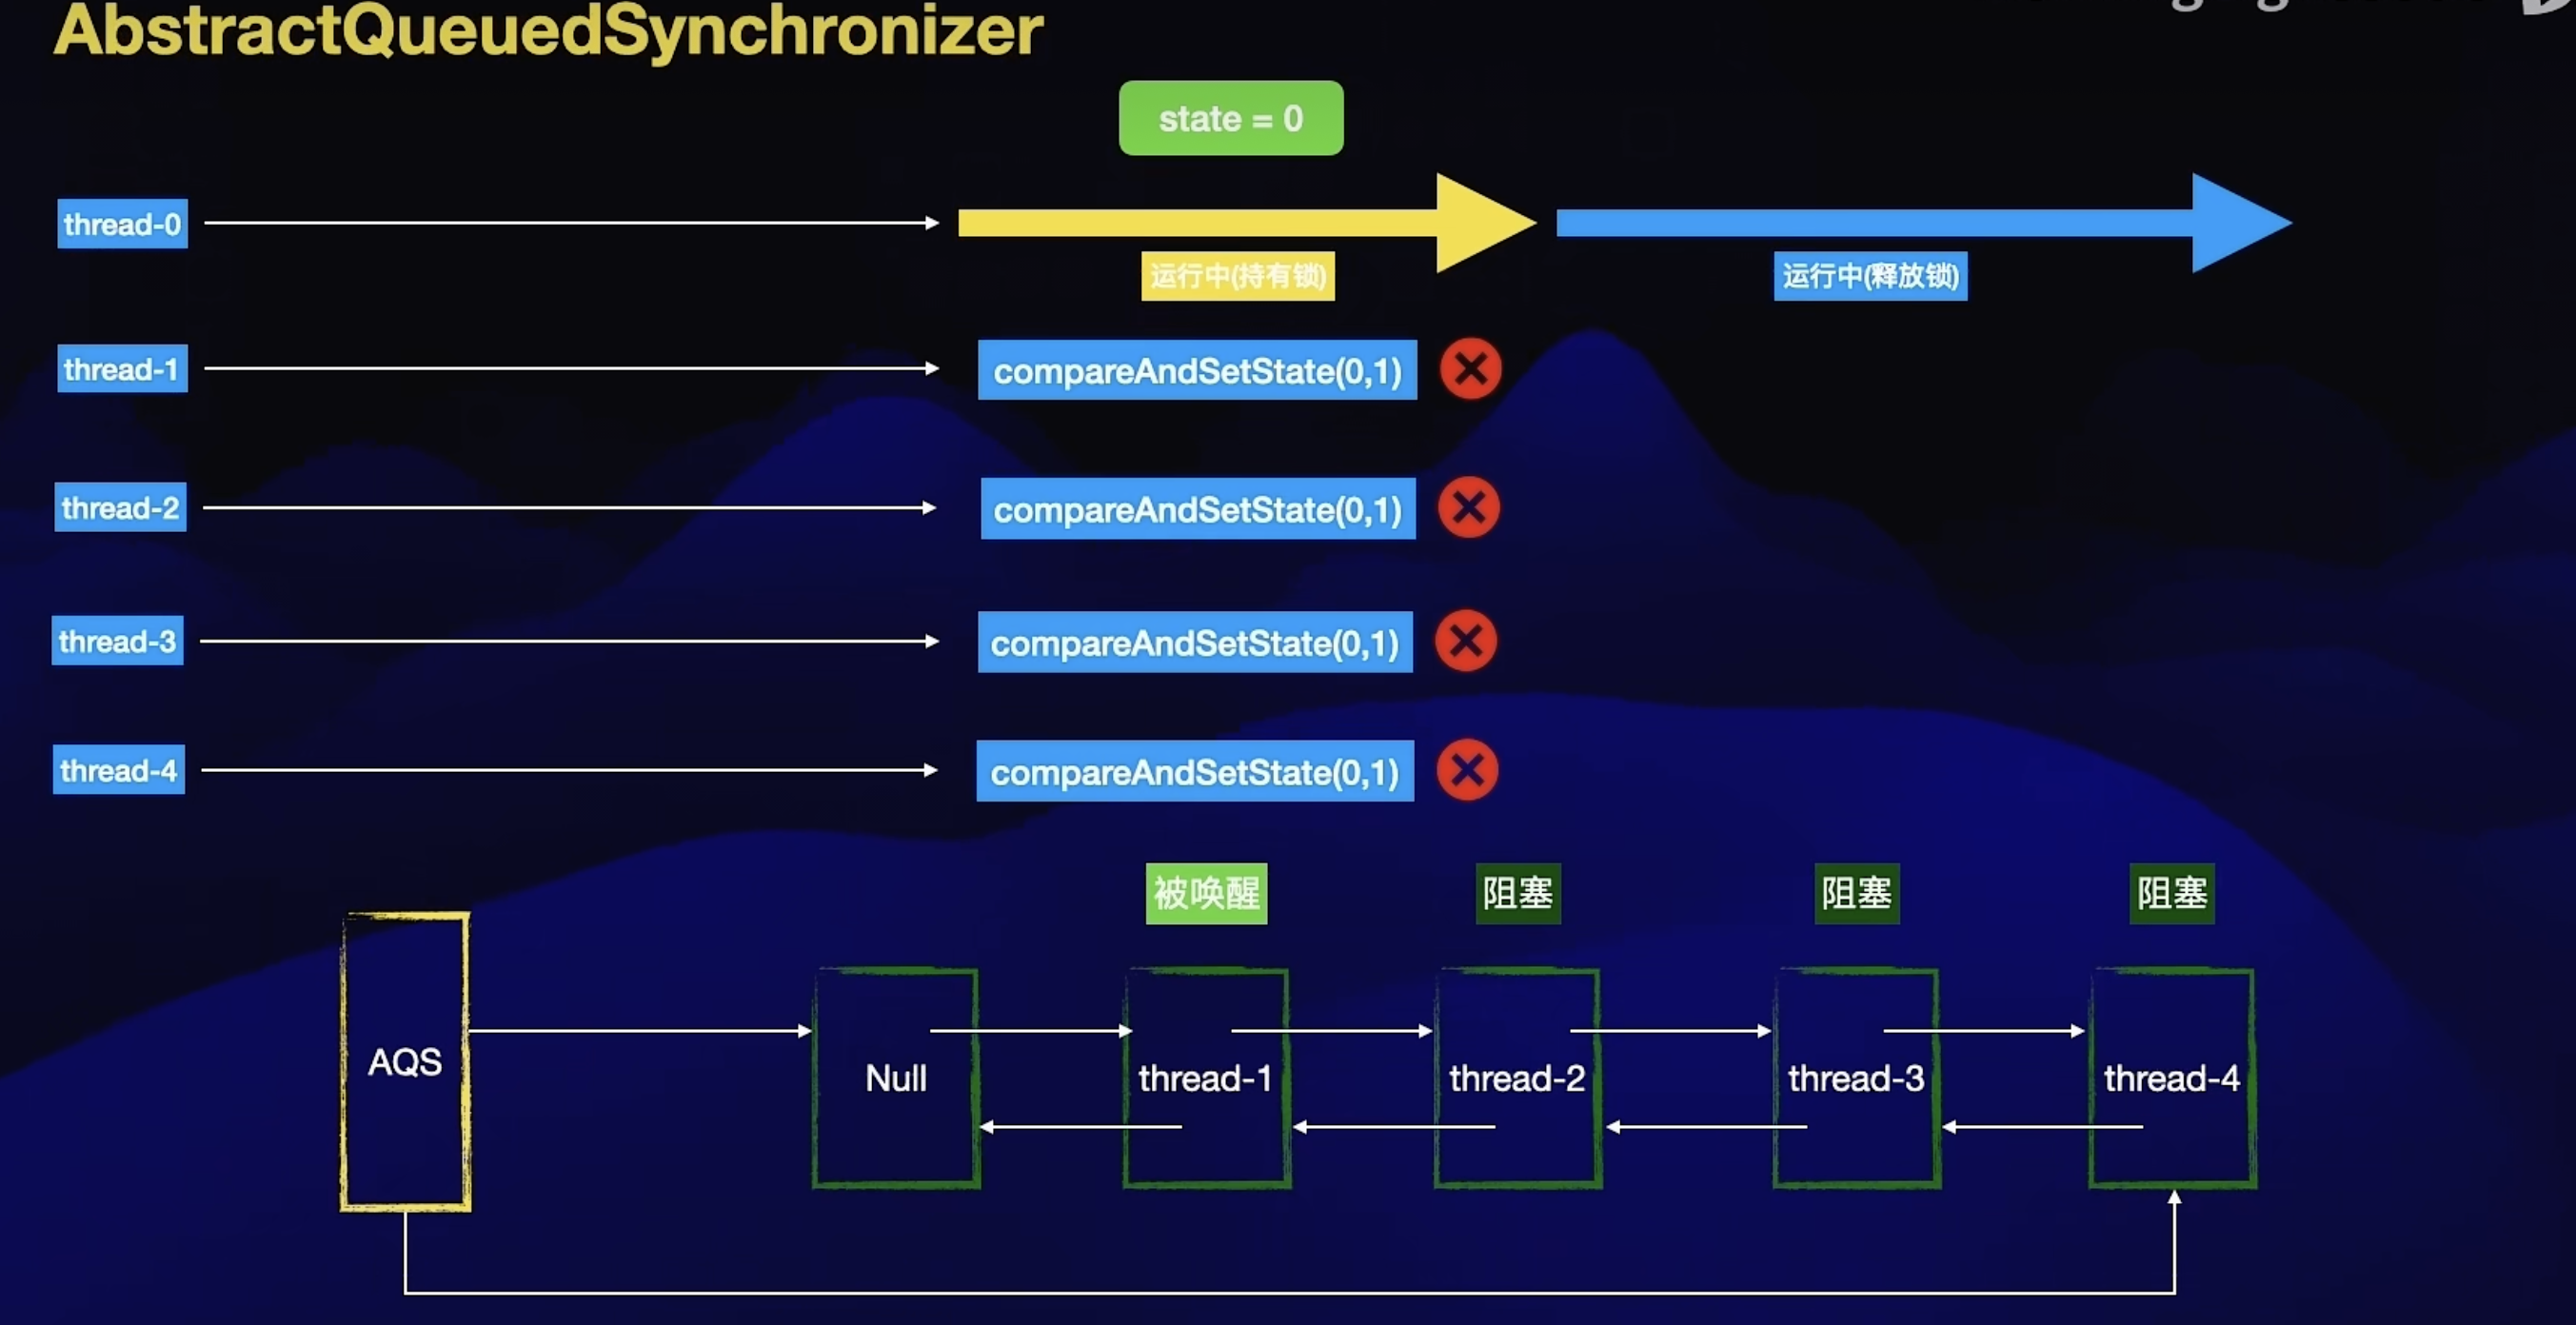 AbstractQueuedSynchronizer
state = 0
thread-0
运行中(持有锁)
运行中(释放锁)
thread-1
compareAndSetState(0,1)
thread-2
compareAndSetState(0,1)
thread-3
compareAndSetState(0,1)
thread-4
compareAndSetState(0,1)
被唤醒
阻塞
阻塞
阻塞
AQS
Null
thread-1
thread-2
thread-3
thread-4